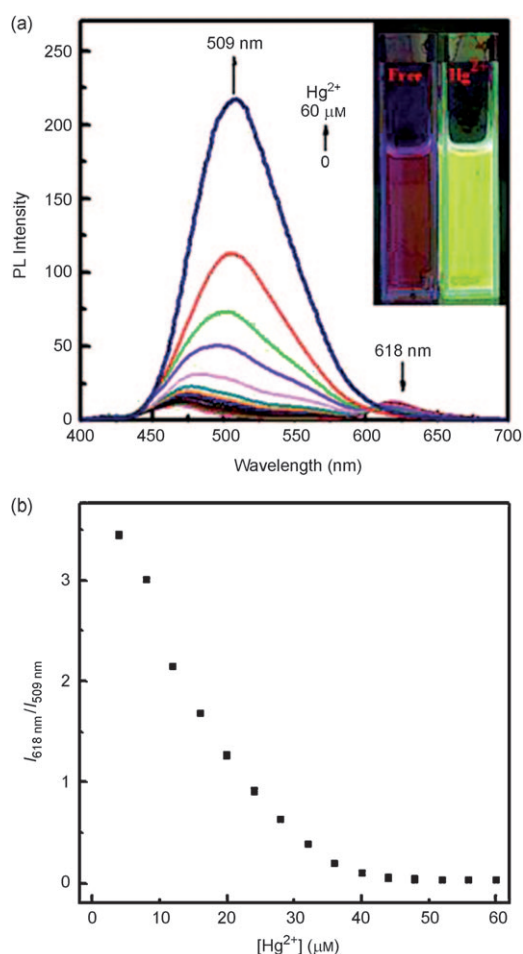 (a)
509 nm
Hg²⁺
60 μM
0
Free Hg²⁺
618 nm
PL Intensity
250
200
150
100
50
0
400 450 500 550 600 650 700
Wavelength (nm)
(b)
I618 nm/I509 nm
3
2
1
0
0 10 20 30 40 50 60
[Hg²⁺] (μM)